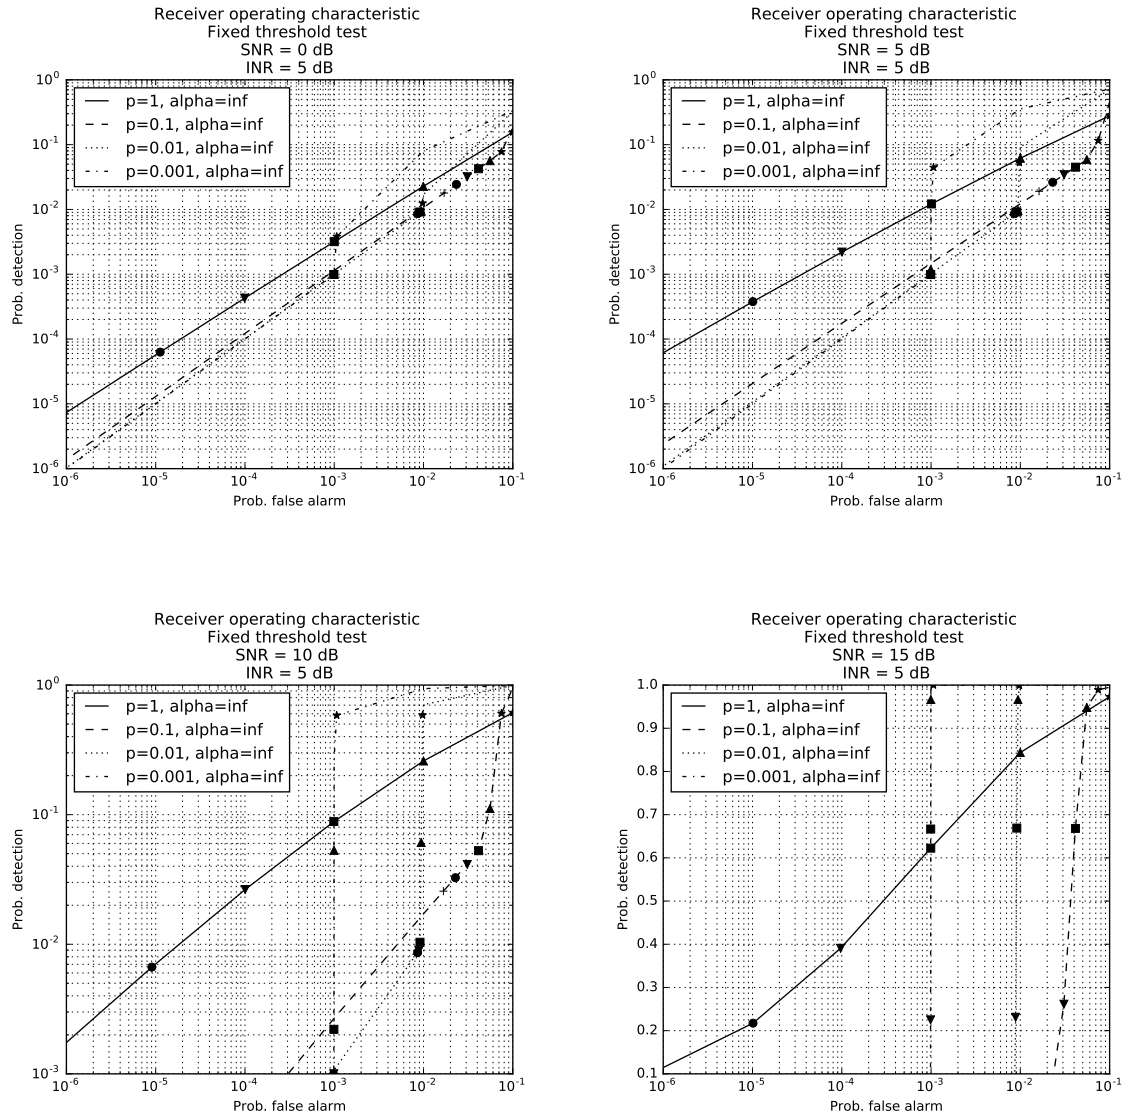 Receiver operating characteristic
Fixed threshold test
SNR = 0 dB
INR = 5 dB
10^0
10^-1
10^-2
10^-3
10^-4
10^-5
10^-6
Prob. detection
p=1, alpha=inf
p=0.1, alpha=inf
p=0.01, alpha=inf
p=0.001, alpha=inf
10^-6 10^-5 10^-4 10^-3 10^-2 10^-1
Prob. false alarm
Receiver operating characteristic
Fixed threshold test
SNR = 5 dB
INR = 5 dB
10^0
10^-1
10^-2
10^-3
10^-4
10^-5
10^-6
Prob. detection
p=1, alpha=inf
p=0.1, alpha=inf
p=0.01, alpha=inf
p=0.001, alpha=inf
10^-6 10^-5 10^-4 10^-3 10^-2 10^-1
Prob. false alarm
Receiver operating characteristic
Fixed threshold test
SNR = 10 dB
INR = 5 dB
10^0
10^-1
10^-2
10^-3
Prob. detection
p=1, alpha=inf
p=0.1, alpha=inf
p=0.01, alpha=inf
p=0.001, alpha=inf
10^-6 10^-5 10^-4 10^-3 10^-2 10^-1
Prob. false alarm
Receiver operating characteristic
Fixed threshold test
SNR = 15 dB
INR = 5 dB
1.0
0.9
0.8
0.7
0.6
0.5
0.4
0.3
0.2
0.1
Prob. detection
p=1, alpha=inf
p=0.1, alpha=inf
p=0.01, alpha=inf
p=0.001, alpha=inf
10^-6 10^-5 10^-4 10^-3 10^-2 10^-1
Prob. false alarm